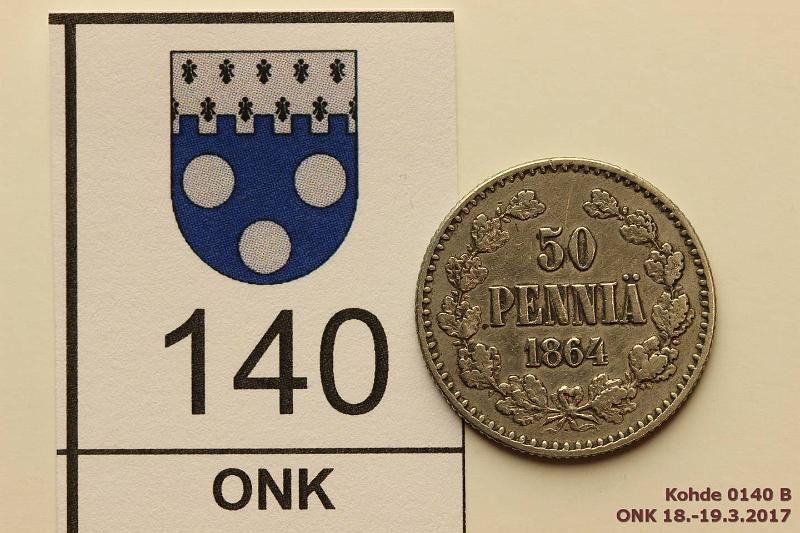 140
ONK
50
PENNIÄ
1864
Kohde 0140 B
ONK 18.-19.3.2017